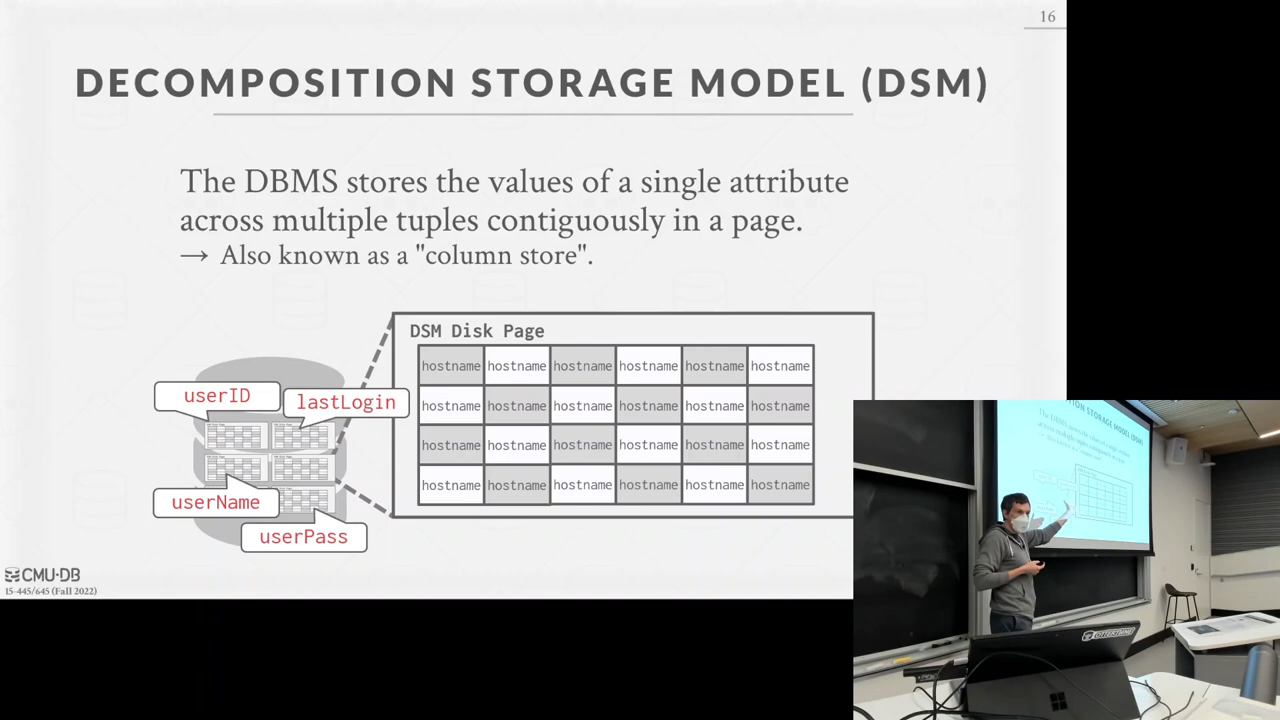 16
DECOMPOSITION STORAGE MODEL (DSM)
The DBMS stores the values of a single attribute
across multiple tuples contiguously in a page.
→ Also known as a "column store".
DSM Disk Page
hostname hostname hostname hostname hostname hostname
hostname hostname hostname hostname hostname hostname
hostname hostname hostname hostname hostname hostname
hostname hostname hostname hostname hostname hostname
userID
lastLogin
userName
userPass
CMU·DB
15-445/645 (Fall 2022)